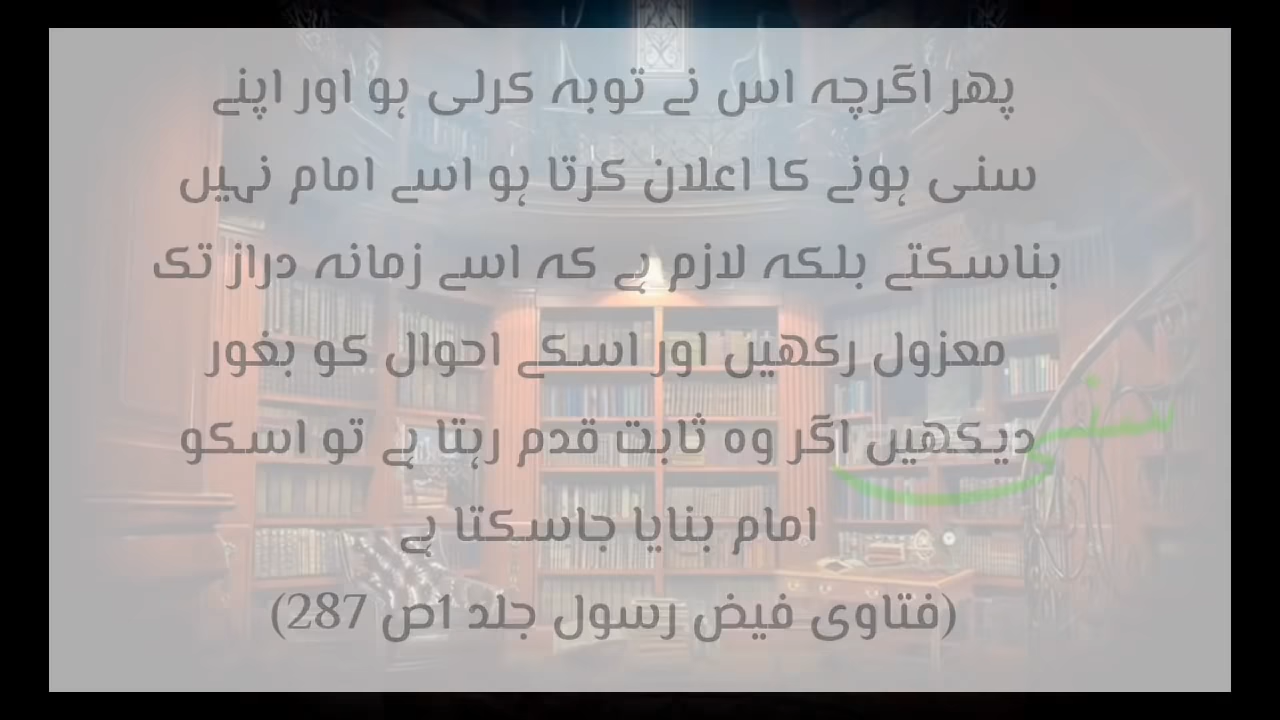 پھر اگرچہ اس نے توبہ کرلی ہو اور اپنے
سنی ہونے کا اعلان کرتا ہو اسے امام نہیں
بناسکتے بلکہ لازم ہے کہ اسے زمانہ دراز تک
معزول رکھیں اور اسکے احوال کو بغور
دیکھیں اگر وہ ثابت قدم رہتا ہے تو اسکو
امام بنایا جاسکتا ہے
(فتاوی فیض رسول جلد 1ص 287)